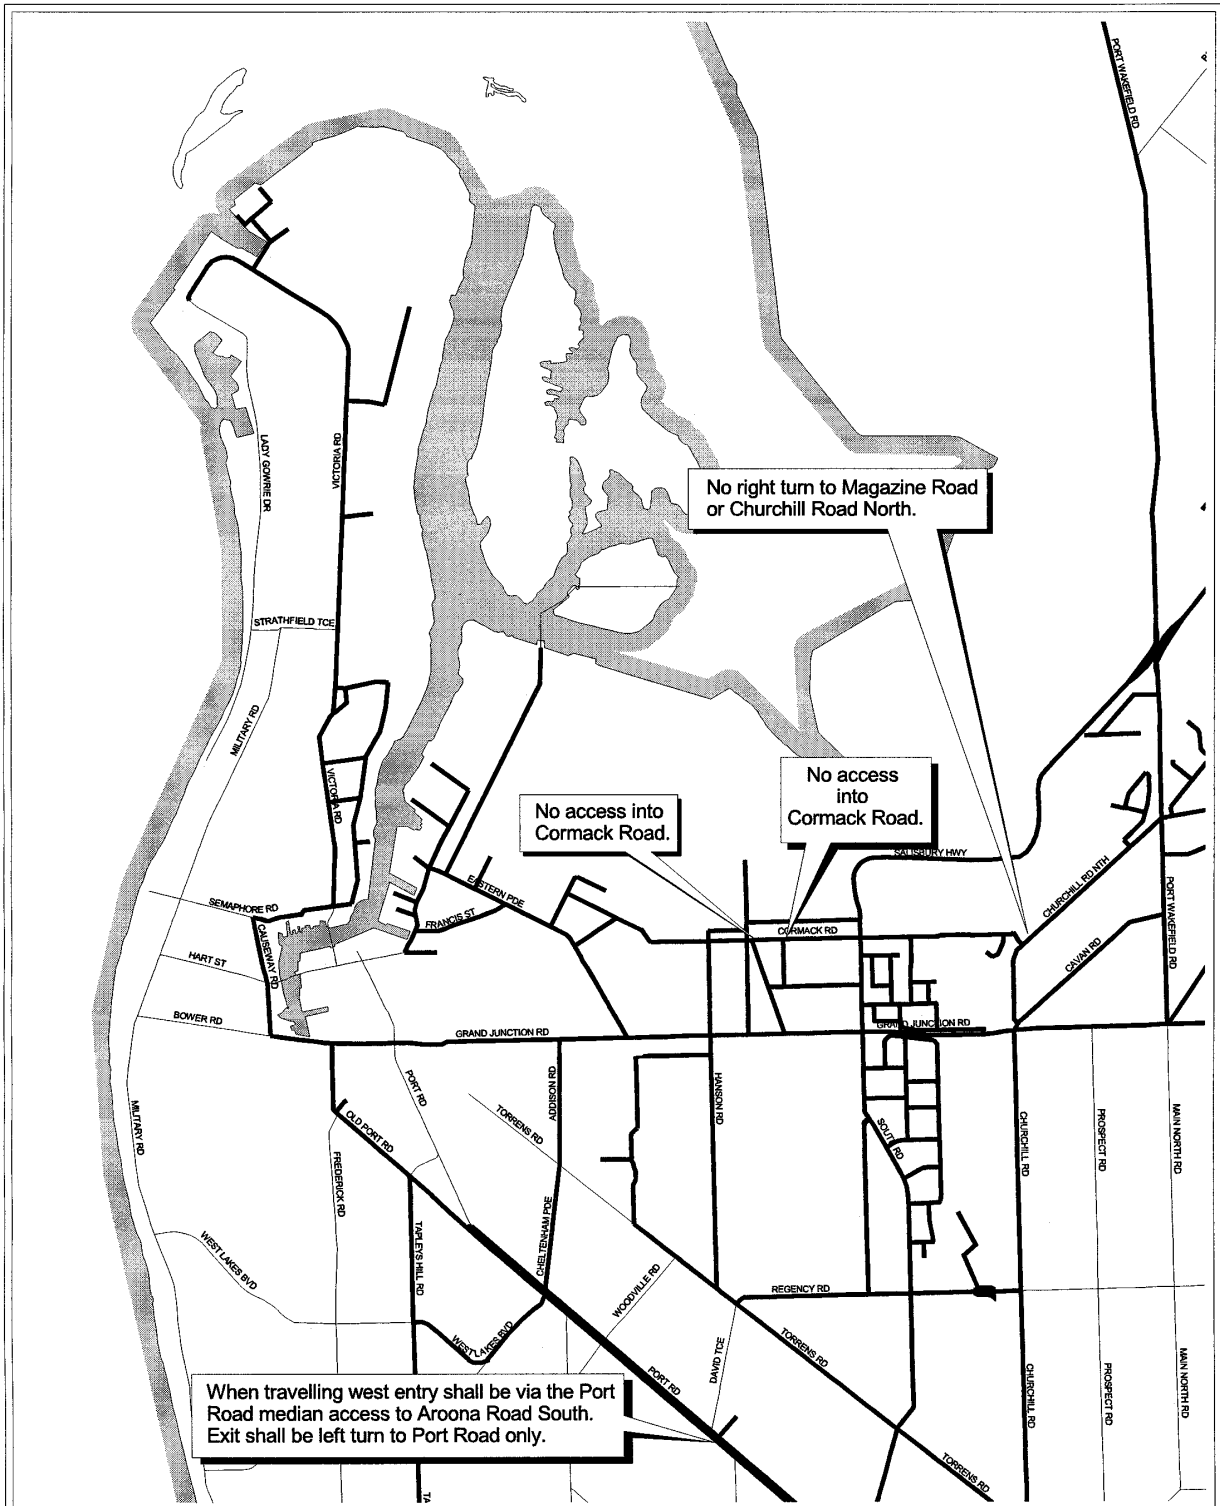 PORT WAKEFIELD RD
LADY GOWRIE DR
VICTORIA RD
No right turn to Magazine Road
or Churchill Road North.
STRATHFIELD TCE
MILITARY RD
VICTORIA RD
No access into
Cormack Road.
No access
into
Cormack Road.
SALISBURY HWY
CHURCHILL RD NTH
EASTERN PDE
FRANCIS ST
SEMAPHORE RD
CAUSEWAY RD
CORMACK RD
PORT WAKEFIELD RD
HART ST
CAVAN RD
BOWER RD
GRAND JUNCTION RD
GRAND JUNCTION RD
PORT RD
ADDISON RD
HANSON RD
MILITARY RD
OLD PORT RD
TORRENS RD
SOUTH RD
CHURCHILL RD
PROSPECT RD
MAIN NORTH RD
FREDERICK RD
TAPLEYS HILL RD
CHELTENHAM PDE
WEST LAKES BVD
WOODVILLE RD
REGENCY RD
WEST LAKES BVD
TORRENS RD
DAVID TCE
PORT RD
CHURCHILL RD
PROSPECT RD
MAIN NORTH RD
When travelling west entry shall be via the Port
Road median access to Aroona Road South.
Exit shall be left turn to Port Road only.
TORRENS RD
TA